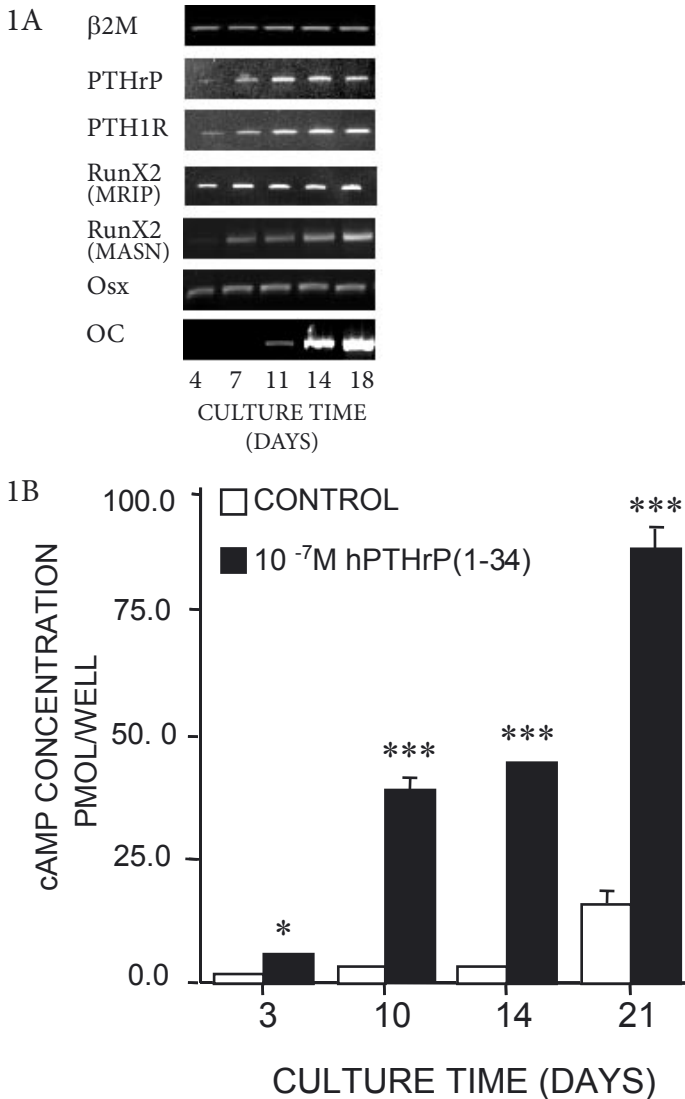 1A
β2M
PTHrP
PTH1R
RunX2
(MRIP)
RunX2
(MASN)
Osx
OC
4 7 11 14 18
CULTURE TIME
(DAYS)
1B
100.0
75.0
50. 0
25.0
0.0
cAMP CONCENTRATION
PMOL/WELL
CONTROL
10 -7M hPTHrP(1-34)
*
***
***
***
3 10 14 21
CULTURE TIME (DAYS)